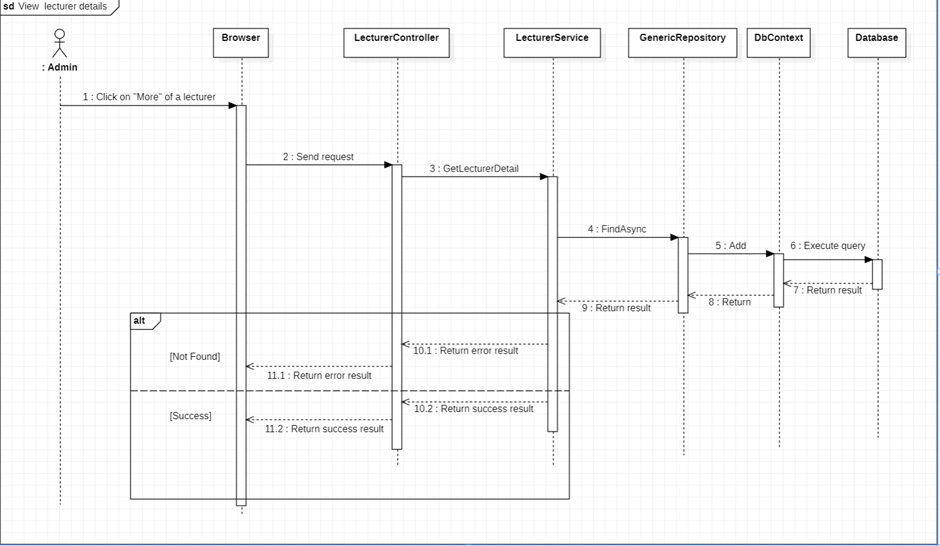 sd View lecturer details
Browser
LecturerController
LecturerService
GenericRepository
DbContext
Database
: Admin
1 : Click on "More" of a lecturer
2 : Send request
3 : GetLecturerDetail
4 : FindAsync
5 : Add
6 : Execute query
7 : Return result
8 : Return
9 : Return result
alt
[Not Found]
10.1 : Return error result
11.1 : Return error result
[Success]
10.2 : Return success result
11.2 : Return success result